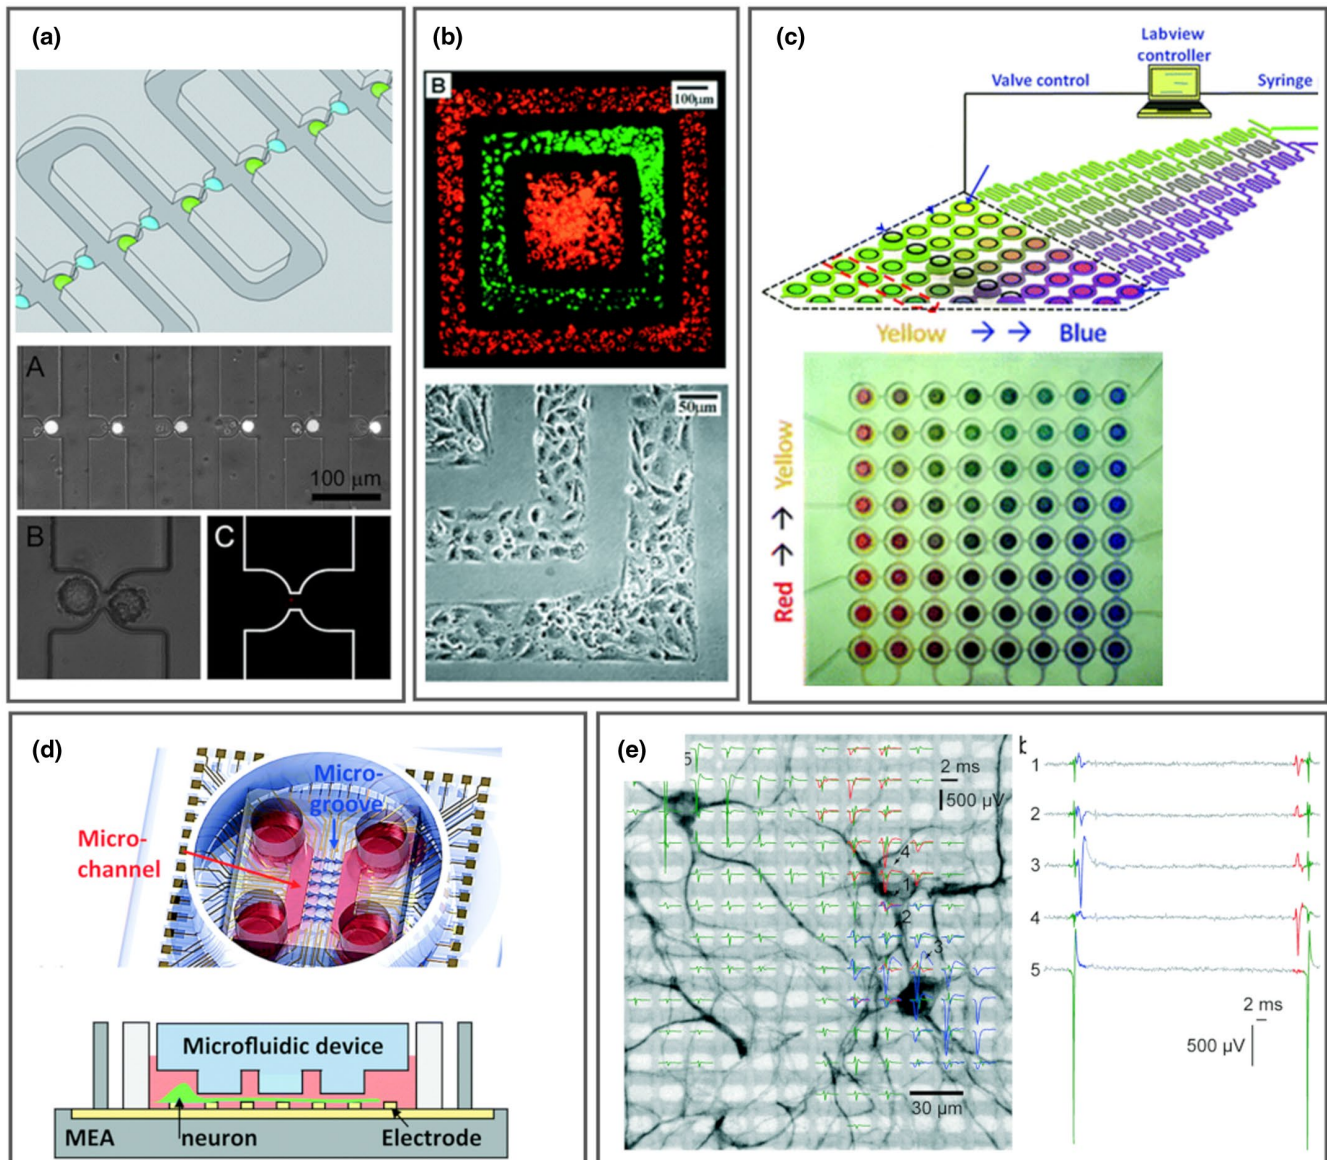 (a)
A
100 µm
B
C
(b)
B
100µm
50µm
(c)
Labview
controller
Valve control
Syringe
Yellow → → Blue
Red → → Yellow
(d)
Micro-
groove
Micro-
channel
Microfluidic device
MEA
neuron
Electrode
(e)
5
2 ms
500 µV
4
1
2
3
30 µm
1
2
3
4
5
2 ms
500 µV